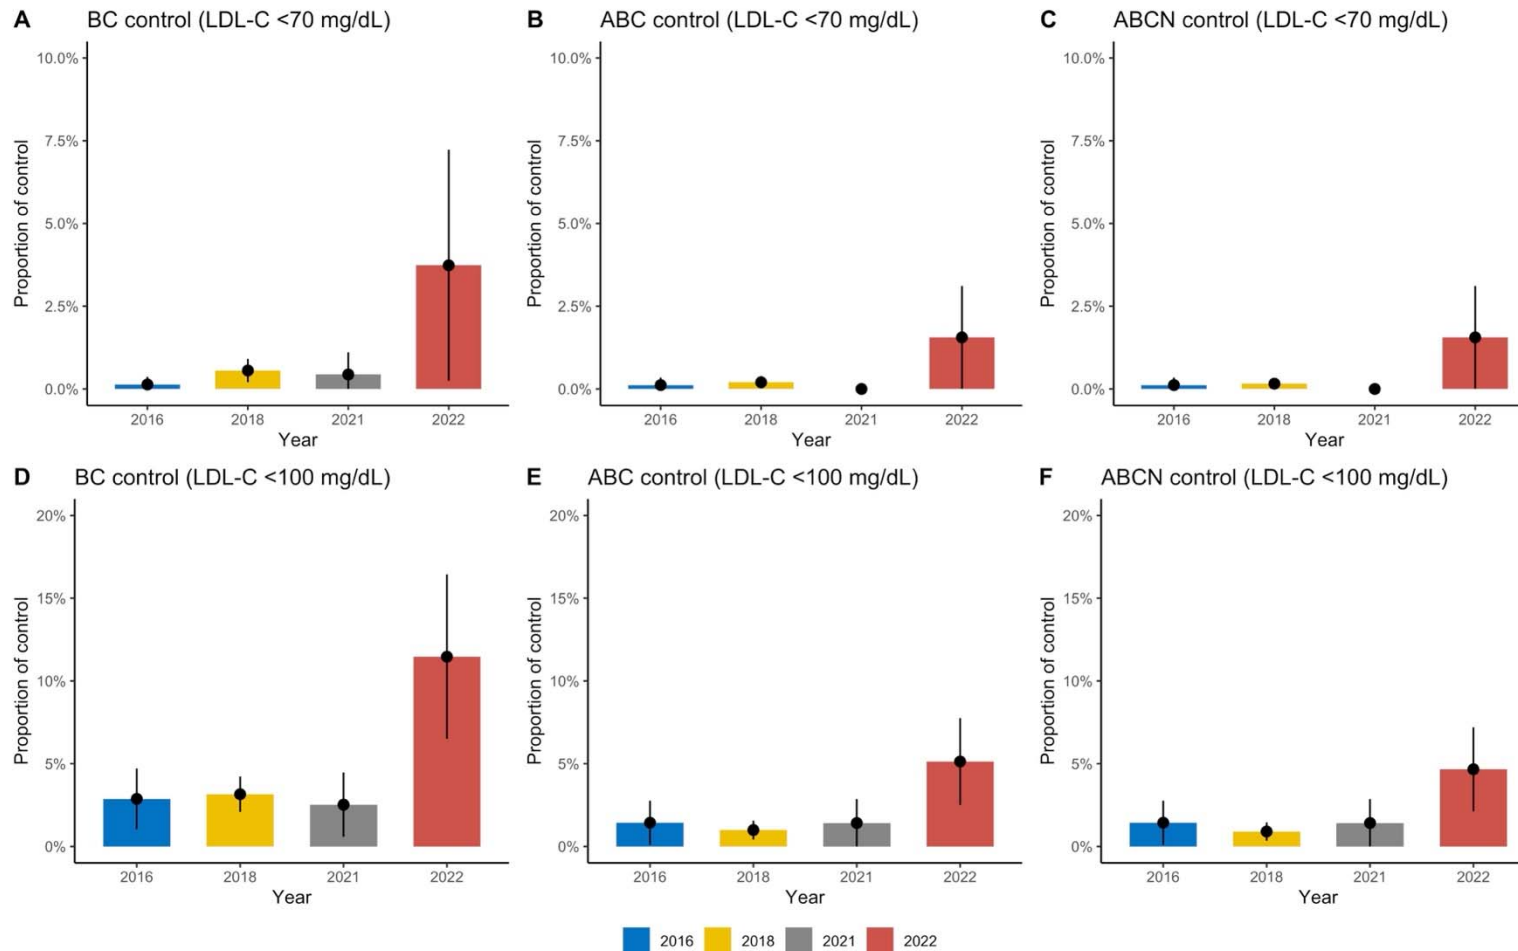 A BC control (LDL-C <70 mg/dL)
10.0%
7.5%
5.0%
2.5%
0.0%
Proportion of control
2016 2018 2021 2022
Year
B ABC control (LDL-C <70 mg/dL)
10.0%
7.5%
5.0%
2.5%
0.0%
Proportion of control
2016 2018 2021 2022
Year
C ABCN control (LDL-C <70 mg/dL)
10.0%
7.5%
5.0%
2.5%
0.0%
Proportion of control
2016 2018 2021 2022
Year
D BC control (LDL-C <100 mg/dL)
20%
15%
10%
5%
0%
Proportion of control
2016 2018 2021 2022
Year
E ABC control (LDL-C <100 mg/dL)
20%
15%
10%
5%
0%
Proportion of control
2016 2018 2021 2022
Year
F ABCN control (LDL-C <100 mg/dL)
20%
15%
10%
5%
0%
Proportion of control
2016 2018 2021 2022
Year
2016 2018 2021 2022